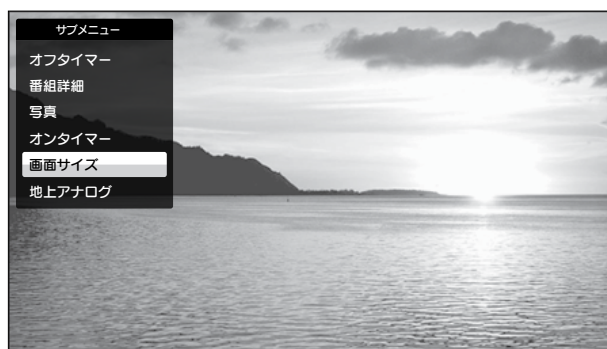 サブメニュー
オフタイマー
番組詳細
写真
オンタイマー
画面サイズ
地上アナログ